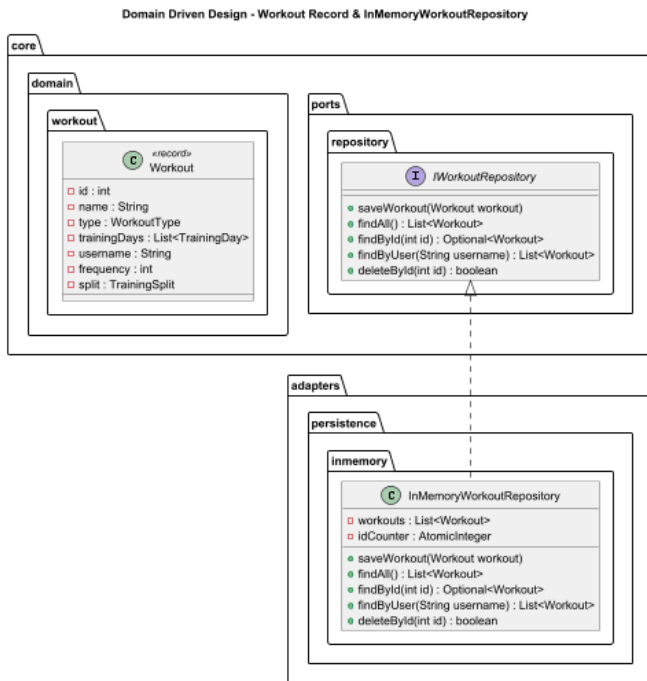 Domain Driven Design - Workout Record & InMemoryWorkoutRepository
core
domain
workout
C
«record»
Workout
id : int
name : String
type : WorkoutType
trainingDays : List<TrainingDay>
username : String
frequency : int
split : TrainingSplit
ports
repository
I
IWorkoutRepository
saveWorkout(Workout workout)
findAll() : List<Workout>
findById(int id) : Optional<Workout>
findByUser(String username) : List<Workout>
deleteById(int id) : boolean
adapters
persistence
inmemory
C
InMemoryWorkoutRepository
workouts : List<Workout>
idCounter : AtomicInteger
saveWorkout(Workout workout)
findAll() : List<Workout>
findById(int id) : Optional<Workout>
findByUser(String username) : List<Workout>
deleteById(int id) : boolean